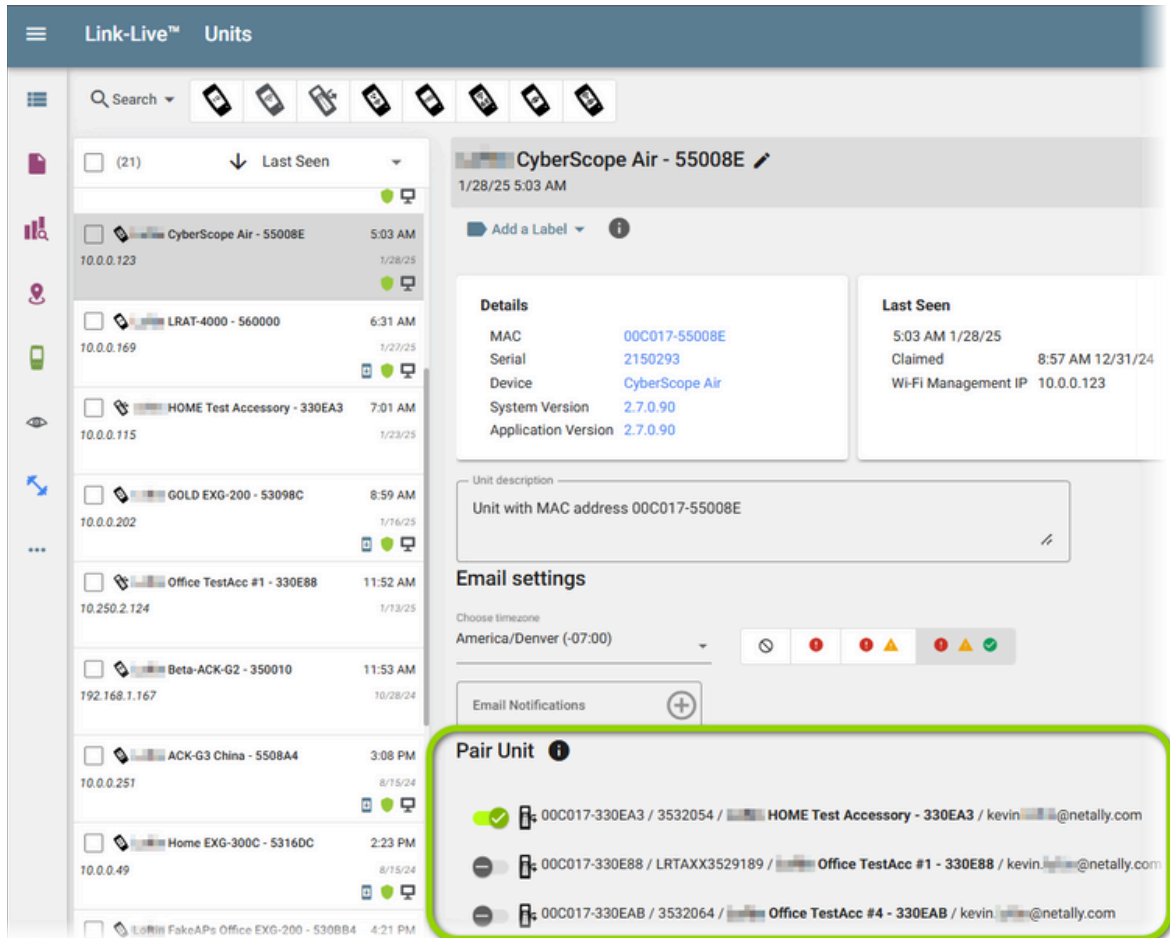 Link-Live™ Units
Search
(21) Last Seen
CyberScope Air - 55008E 5:03 AM
10.0.0.123 1/28/25
LRAT-4000 - 560000 6:31 AM
10.0.0.169 1/27/25
HOME Test Accessory - 330EA3 7:01 AM
10.0.0.115 1/23/25
GOLD EXG-200 - 53098C 8:59 AM
10.0.0.202 1/16/25
Office TestAcc #1 - 330E88 11:52 AM
10.250.2.124 1/13/25
Beta-ACK-G2 - 350010 11:53 AM
192.168.1.167 10/28/24
ACK-G3 China - 5508A4 3:08 PM
10.0.0.251 8/15/24
Home EXG-300C - 5316DC 2:23 PM
10.0.0.49 8/15/24
Loftin FakeAPs Office EXG-200 - 530BB4 4:21 PM
CyberScope Air - 55008E
1/28/25 5:03 AM
Add a Label
Details
MAC 00C017-55008E
Serial 2150293
Device CyberScope Air
System Version 2.7.0.90
Application Version 2.7.0.90
Last Seen
5:03 AM 1/28/25
Claimed 8:57 AM 12/31/24
Wi-Fi Management IP 10.0.0.123
Unit description
Unit with MAC address 00C017-55008E
Email settings
Choose timezone
America/Denver (-07:00)
Email Notifications
Pair Unit
00C017-330EA3 / 3532054 / HOME Test Accessory - 330EA3 / kevin @netally.com
00C017-330E88 / LRTAXX3529189 / Office TestAcc #1 - 330E88 / kevin. @netally.com
00C017-330EAB / 3532064 / Office TestAcc #4 - 330EAB / kevin. @netally.com